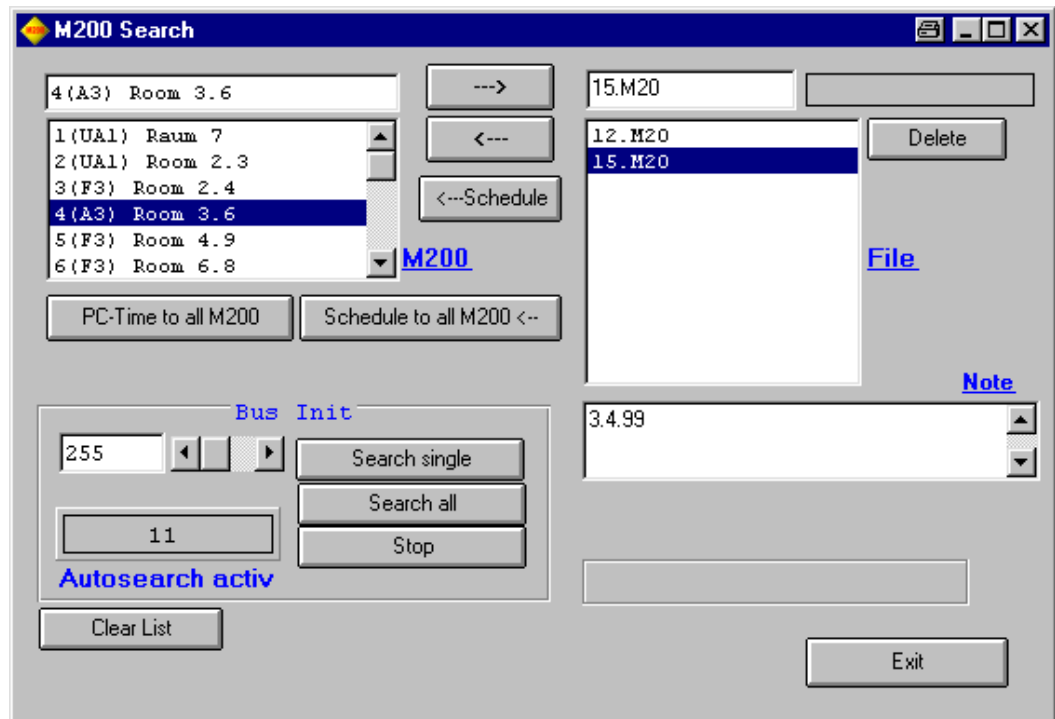 M200 Search
4(A3) Room 3.6
--->
15.M20
1(UA1) Raum 7
2(UA1) Room 2.3
3(F3) Room 2.4
4(A3) Room 3.6
5(F3) Room 4.9
6(F3) Room 6.8
<---
<---Schedule
M200
12.M20
15.M20
Delete
File
PC-Time to all M200
Schedule to all M200 <--
Note
3.4.99
Bus Init
255
Search single
Search all
11
Stop
Autosearch activ
Clear List
Exit